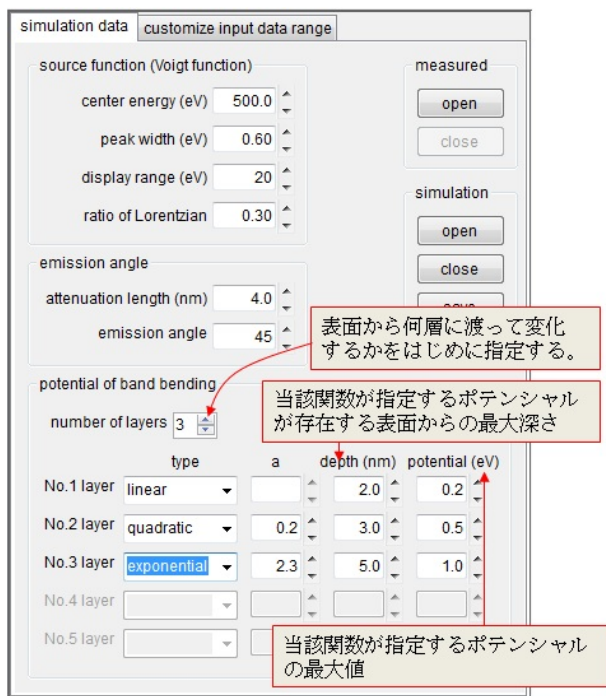 simulation data
customize input data range
source function (Voigt function)
center energy (eV) 500.0
peak width (eV) 0.60
display range (eV) 20
ratio of Lorentzian 0.30
measured
open
close
simulation
open
close
emission angle
attenuation length (nm) 4.0
emission angle 45
表面から何層に渡って変化
するかをはじめに指定する。
potential of band bending
number of layers 3
当該関数が指定するポテンシャル
が存在する表面からの最大深さ
type a depth (nm) potential (eV)
No.1 layer linear 2.0 0.2
No.2 layer quadratic 0.2 3.0 0.5
No.3 layer exponential 2.3 5.0 1.0
No.4 layer
No.5 layer
当該関数が指定するポテンシャル
の最大値